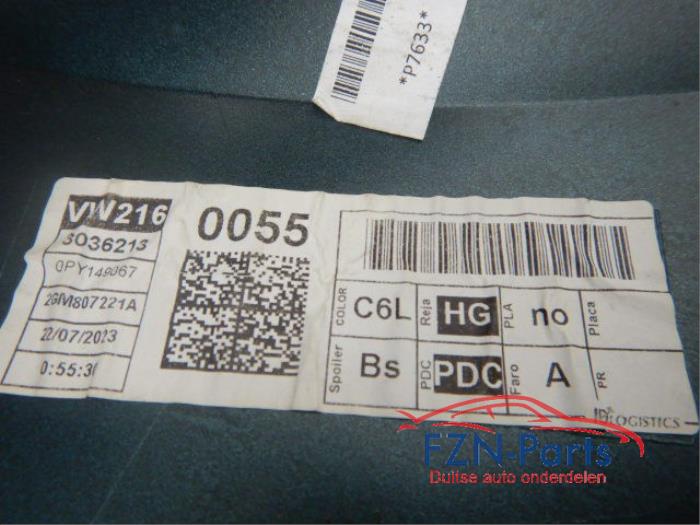 *P7633*
VW216
3036213
0PY149067
2GM807221A
22/07/2023
0:55:3
0055
COLOR C6L Reja HG PLA no Placa
Spoiler Bs PDC PDC Faro A PR
LOGISTICS
FZN-Parts
Duitse auto onderdelen